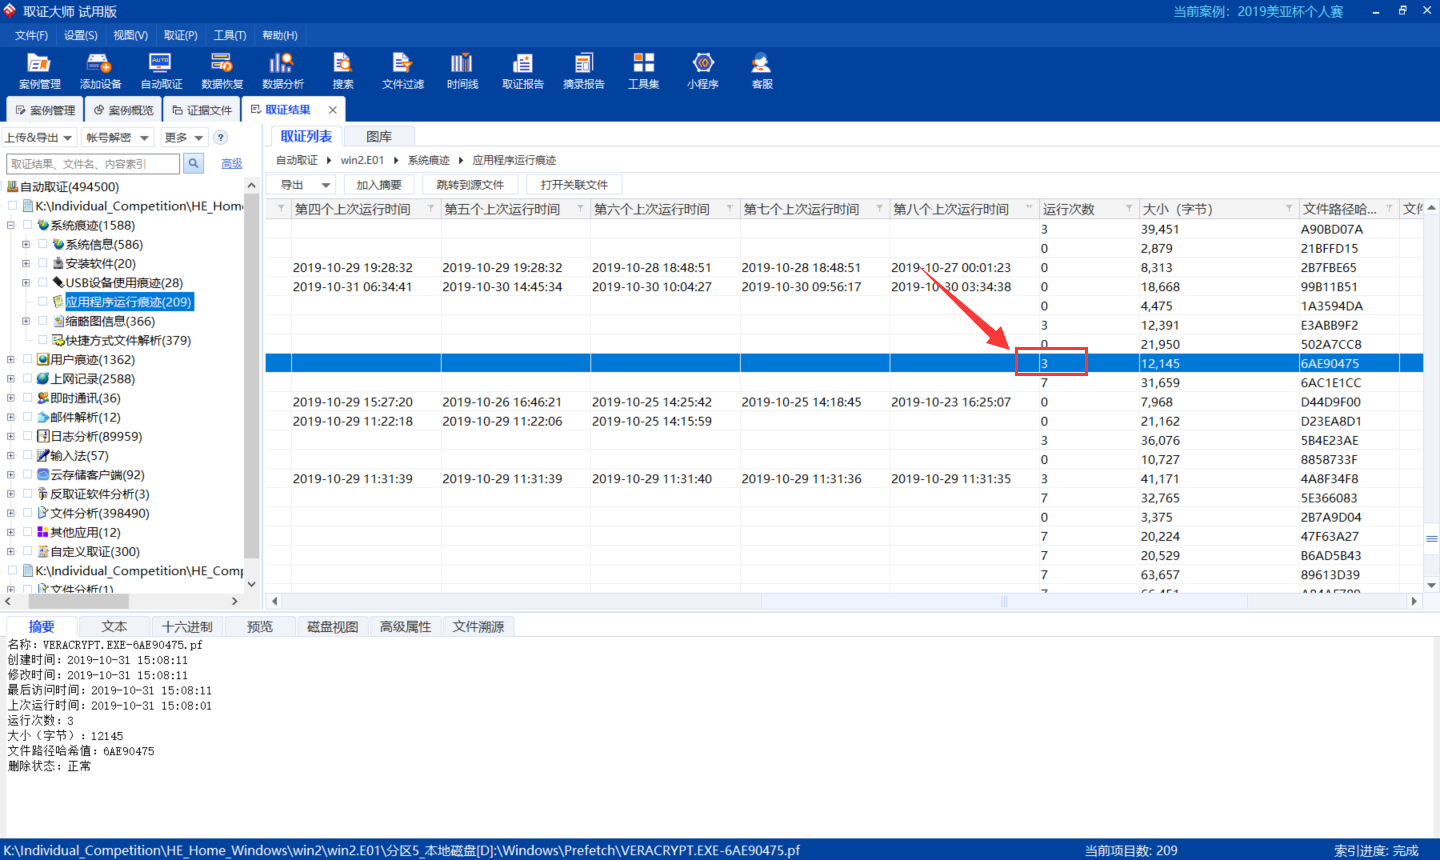 取证大师 试用版
当前案例：2019美亚杯个人赛
文件(F) 设置(S) 视图(V) 取证(P) 工具(T) 帮助(H)
案例管理 添加设备 自动取证 数据恢复 数据分析 搜索 文件过滤 时间线 取证报告 摘录报告 工具集 小程序 客服
案例管理 案例概览 证据文件 取证结果
上传&导出 帐号解密 更多 ?
取证结果、文件名、内容索引 高级
自动取证(494500)
K:\Individual_Competition\HE_Hom
系统痕迹(1588)
系统信息(586)
安装软件(20)
USB设备使用痕迹(28)
应用程序运行痕迹(209)
缩略图信息(366)
快捷方式文件解析(379)
用户痕迹(1362)
上网记录(2588)
即时通讯(36)
邮件解析(12)
日志分析(89959)
输入法(57)
云存储客户端(92)
反取证软件分析(3)
文件分析(398490)
其他应用(12)
自定义取证(300)
K:\Individual_Competition\HE_Comp
文件分析(1)
取证列表 图库
自动取证 win2.E01 系统痕迹 应用程序运行痕迹
导出 加入摘要 跳转到源文件 打开关联文件
第四个上次运行时间 第五个上次运行时间 第六个上次运行时间 第七个上次运行时间 第八个上次运行时间 运行次数 大小（字节） 文件路径哈... 文件
3 39,451 A90BD07A
0 2,879 21BFFD15
2019-10-29 19:28:32 2019-10-29 19:28:32 2019-10-28 18:48:51 2019-10-28 18:48:51 2019-10-27 00:01:23 0 8,313 2B7FBE65
2019-10-31 06:34:41 2019-10-30 14:45:34 2019-10-30 10:04:27 2019-10-30 09:56:17 2019-10-30 03:34:38 0 18,668 99B11B51
0 4,475 1A3594DA
3 12,391 E3ABB9F2
0 21,950 502A7CC8
3 12,145 6AE90475
7 31,659 6AC1E1CC
2019-10-29 15:27:20 2019-10-26 16:46:21 2019-10-25 14:25:42 2019-10-25 14:18:45 2019-10-23 16:25:07 0 7,968 D44D9F00
2019-10-29 11:22:18 2019-10-29 11:22:06 2019-10-25 14:15:59 0 21,162 D23EA8D1
3 36,076 5B4E23AE
0 10,727 8858733F
2019-10-29 11:31:39 2019-10-29 11:31:39 2019-10-29 11:31:40 2019-10-29 11:31:36 2019-10-29 11:31:35 3 41,171 4A8F34F8
7 32,765 5E366083
0 3,375 2B7A9D04
7 20,224 47F63A27
7 20,529 B6AD5B43
7 63,657 89613D39
摘要 文本 十六进制 预览 磁盘视图 高级属性 文件溯源
名称：VERACRYPT.EXE-6AE90475.pf
创建时间：2019-10-31 15:08:11
修改时间：2019-10-31 15:08:11
最后访问时间：2019-10-31 15:08:11
上次运行时间：2019-10-31 15:08:01
运行次数：3
大小（字节）：12145
文件路径哈希值：6AE90475
删除状态：正常
K:\Individual_Competition\HE_Home_Windows\win2\win2.E01\分区5_本地磁盘[D]:\Windows\Prefetch\VERACRYPT.EXE-6AE90475.pf
当前项目数: 209
索引进度: 完成